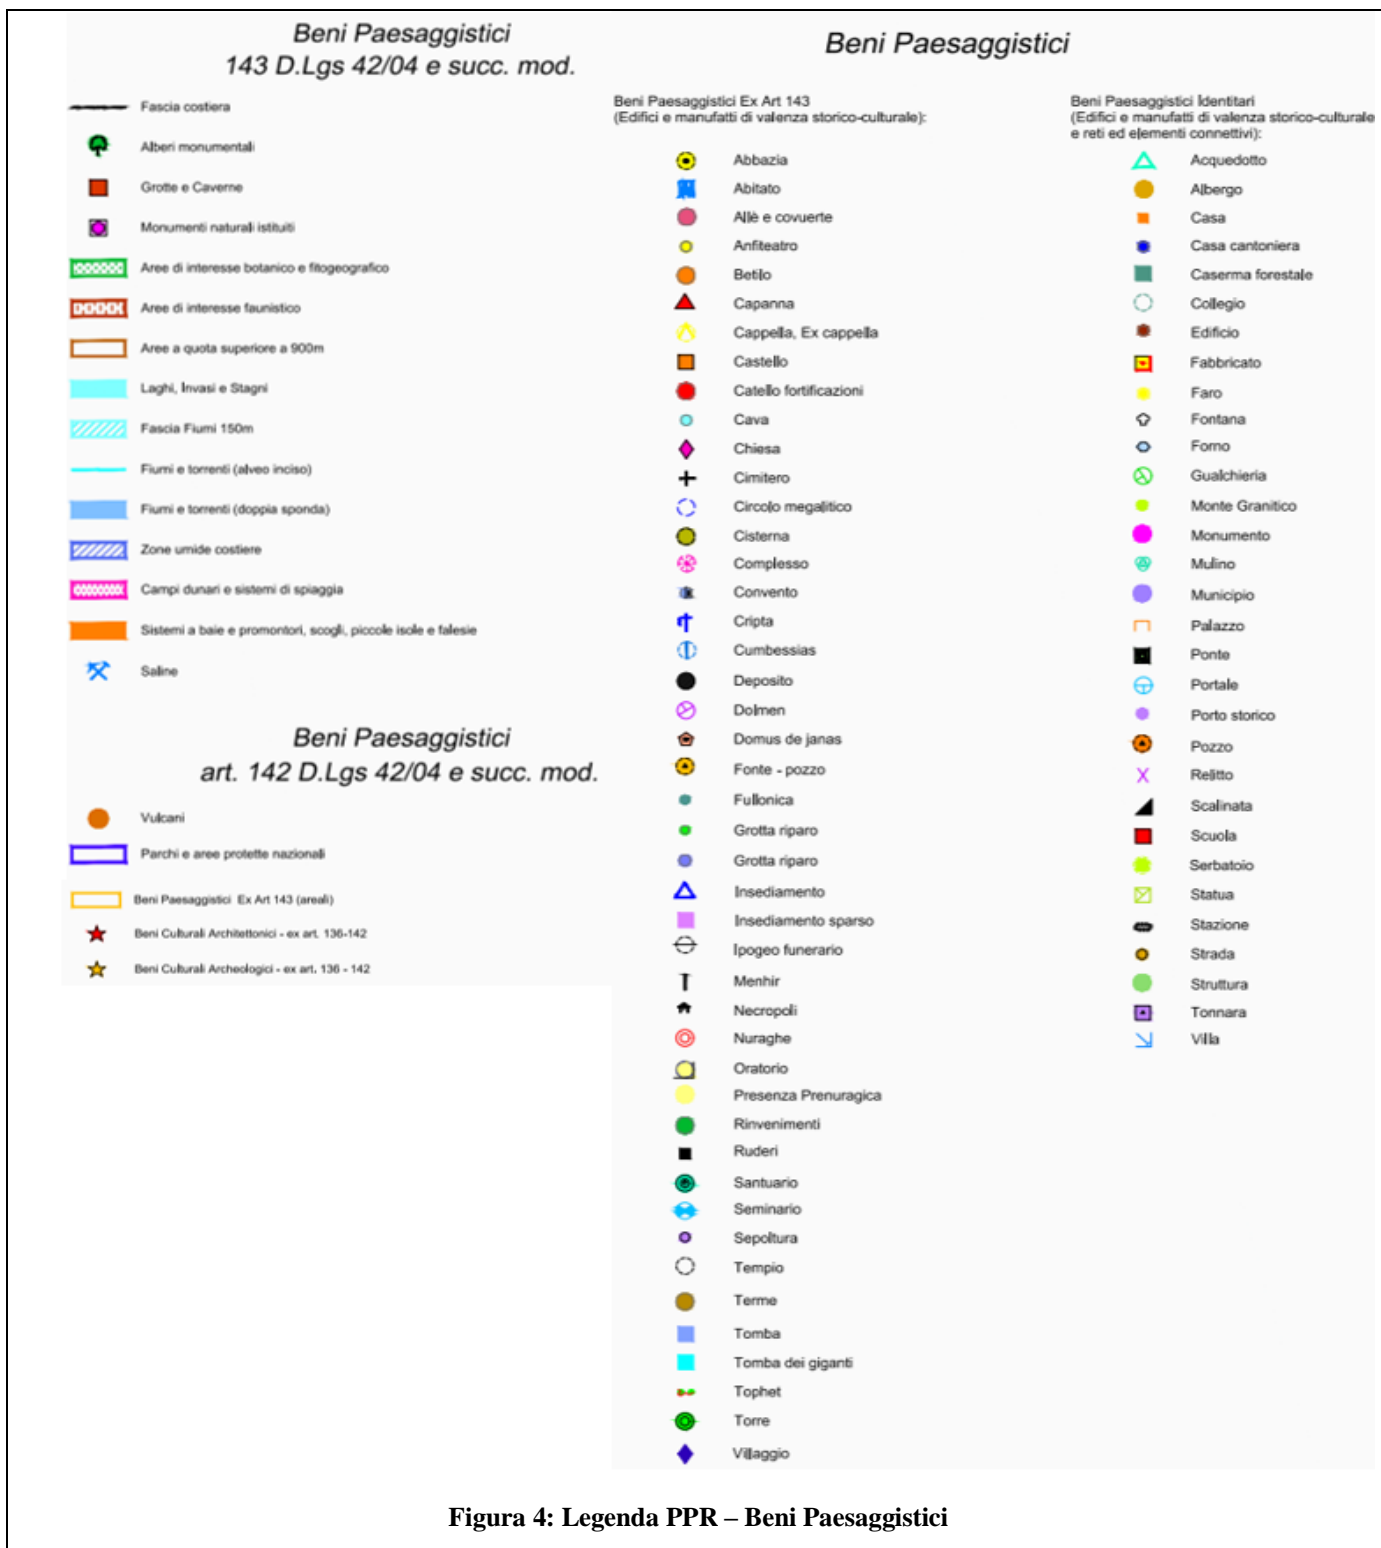 Beni Paesaggistici
143 D.Lgs 42/04 e succ. mod.
Fascia costiera
Alberi monumentali
Grotte e Caverne
Monumenti naturali istituiti
Aree di interesse botanico e fitogeografico
Aree di interesse faunistico
Aree a quota superiore a 900m
Laghi, Invasi e Stagni
Fascia Fiumi 150m
Fiumi e torrenti (alveo inciso)
Fiumi e torrenti (doppia sponda)
Zone umide costiere
Campi dunari e sistemi di spiaggia
Sistemi a baie e promontori, scogli, piccole isole e falesie
Saline
Beni Paesaggistici
art. 142 D.Lgs 42/04 e succ. mod.
Vulcani
Parchi e aree protette nazionali
Beni Paesaggistici Ex Art 143 (areali)
Beni Culturali Architettonici - ex art. 136-142
Beni Culturali Archeologici - ex art. 136 - 142
Beni Paesaggistici
Beni Paesaggistici Ex Art 143
(Edifici e manufatti di valenza storico-culturale):
Abbazia
Abitato
Allè e covuerte
Anfiteatro
Betilo
Capanna
Cappella, Ex cappella
Castello
Catello fortificazioni
Cava
Chiesa
Cimitero
Circolo megalitico
Cisterna
Complesso
Convento
Cripta
Cumbessias
Deposito
Dolmen
Domus de janas
Fonte - pozzo
Fullonica
Grotta riparo
Grotta riparo
Insediamento
Insediamento sparso
Ipogeo funerario
Menhir
Necropoli
Nuraghe
Oratorio
Presenza Prenuragica
Rinvenimenti
Ruderi
Santuario
Seminario
Sepoltura
Tempio
Terme
Tomba
Tomba dei giganti
Tophet
Torre
Villaggio
Beni Paesaggistici Identitari
(Edifici e manufatti di valenza storico-culturale
e reti ed elementi connettivi):
Acquedotto
Albergo
Casa
Casa cantoniera
Caserma forestale
Collegio
Edificio
Fabbricato
Faro
Fontana
Forno
Gualchieria
Monte Granitico
Monumento
Mulino
Municipio
Palazzo
Ponte
Portale
Porto storico
Pozzo
Relitto
Scalinata
Scuola
Serbatoio
Statua
Stazione
Strada
Struttura
Tonnara
Villa
Figura 4: Legenda PPR – Beni Paesaggistici